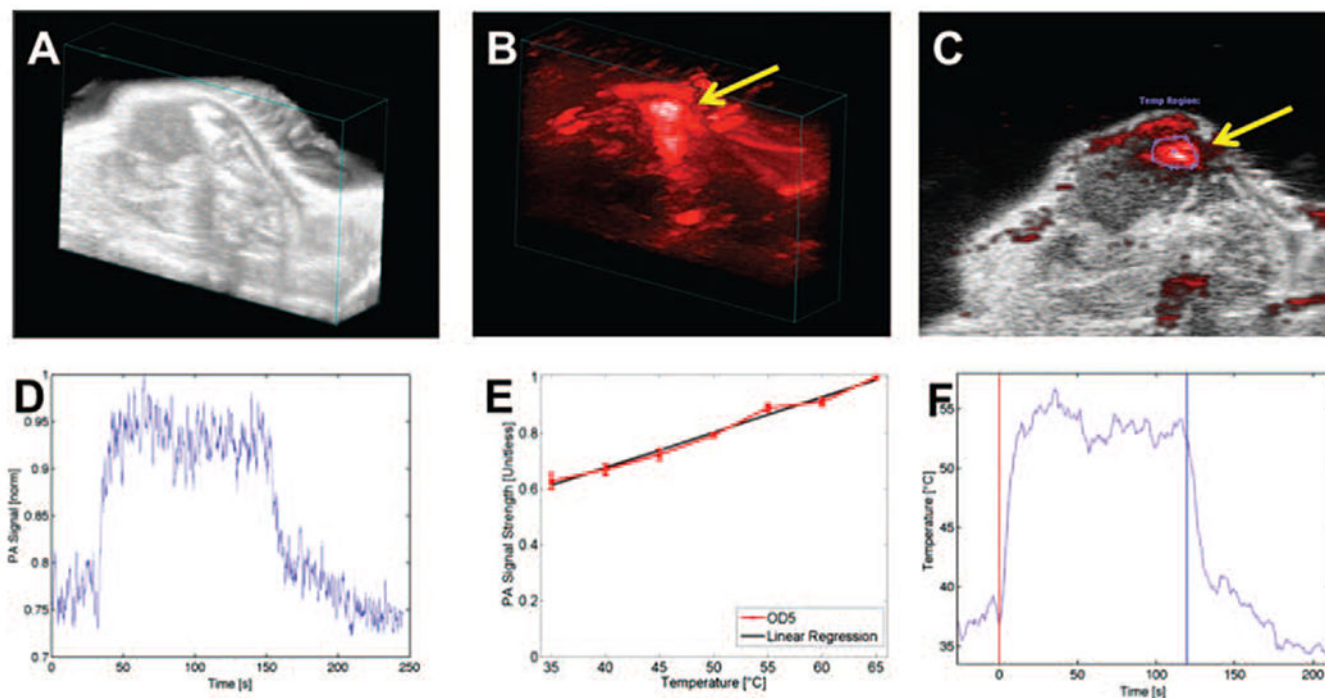 A
B
C
Temp Region:
D
PA Signal [norm]
1
0.95
0.9
0.85
0.8
0.75
0.7
0
50
100
150
200
250
Time [s]
E
PA Signal Strength [Unitless]
1
0.8
0.6
0.4
0.2
0
35
40
45
50
55
60
65
Temperature [°C]
OD5
Linear Regression
F
Temperature [°C]
55
50
45
40
35
0
50
100
150
200
Time [s]